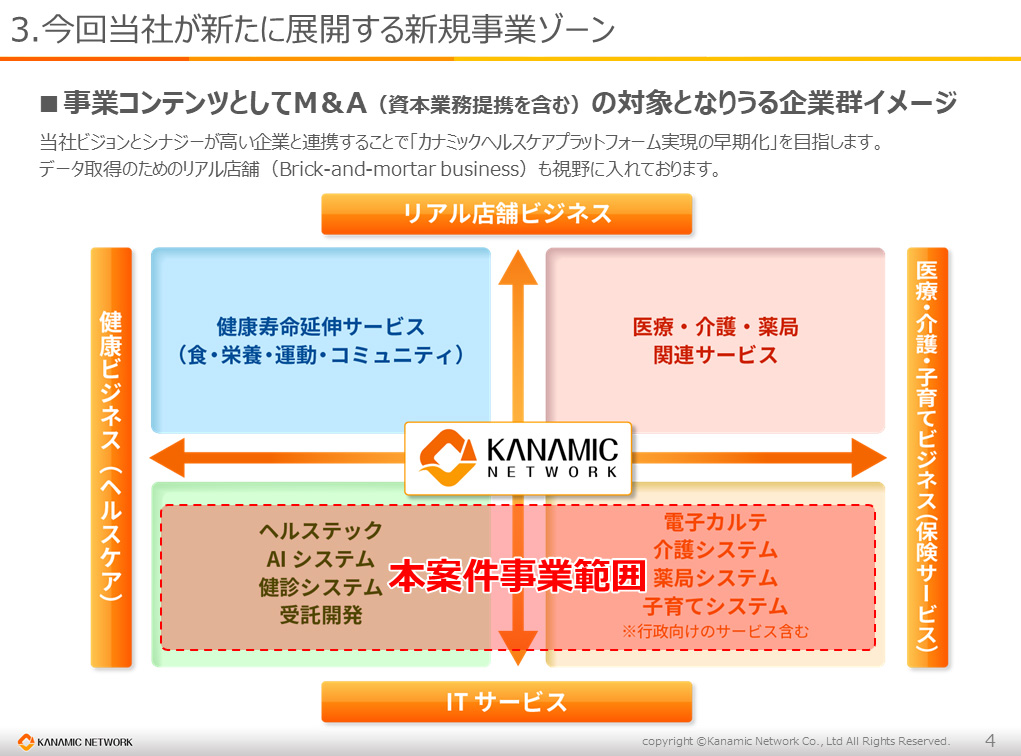 3.今回当社が新たに展開する新規事業ゾーン
■事業コンテンツとしてM＆A（資本業務提携を含む）の対象となりうる企業群イメージ
当社ビジョンとシナジーが高い企業と連携することで「カナミックヘルスケアプラットフォーム実現の早期化」を目指します。
データ取得のためのリアル店舗（Brick-and-mortar business）も視野に入れております。
リアル店舗ビジネス
健康ビジネス（ヘルスケア）
健康寿命延伸サービス
（食・栄養・運動・コミュニティ）
医療・介護・薬局
関連サービス
医療・介護・子育てビジネス（保険サービス）
KANAMIC
NETWORK
ヘルステック
AI システム
健診システム
受託開発
本案件事業範囲
電子カルテ
介護システム
薬局システム
子育てシステム
※行政向けのサービス含む
IT サービス
KANAMIC NETWORK
copyright ©Kanamic Network Co., Ltd All Rights Reserved.
4